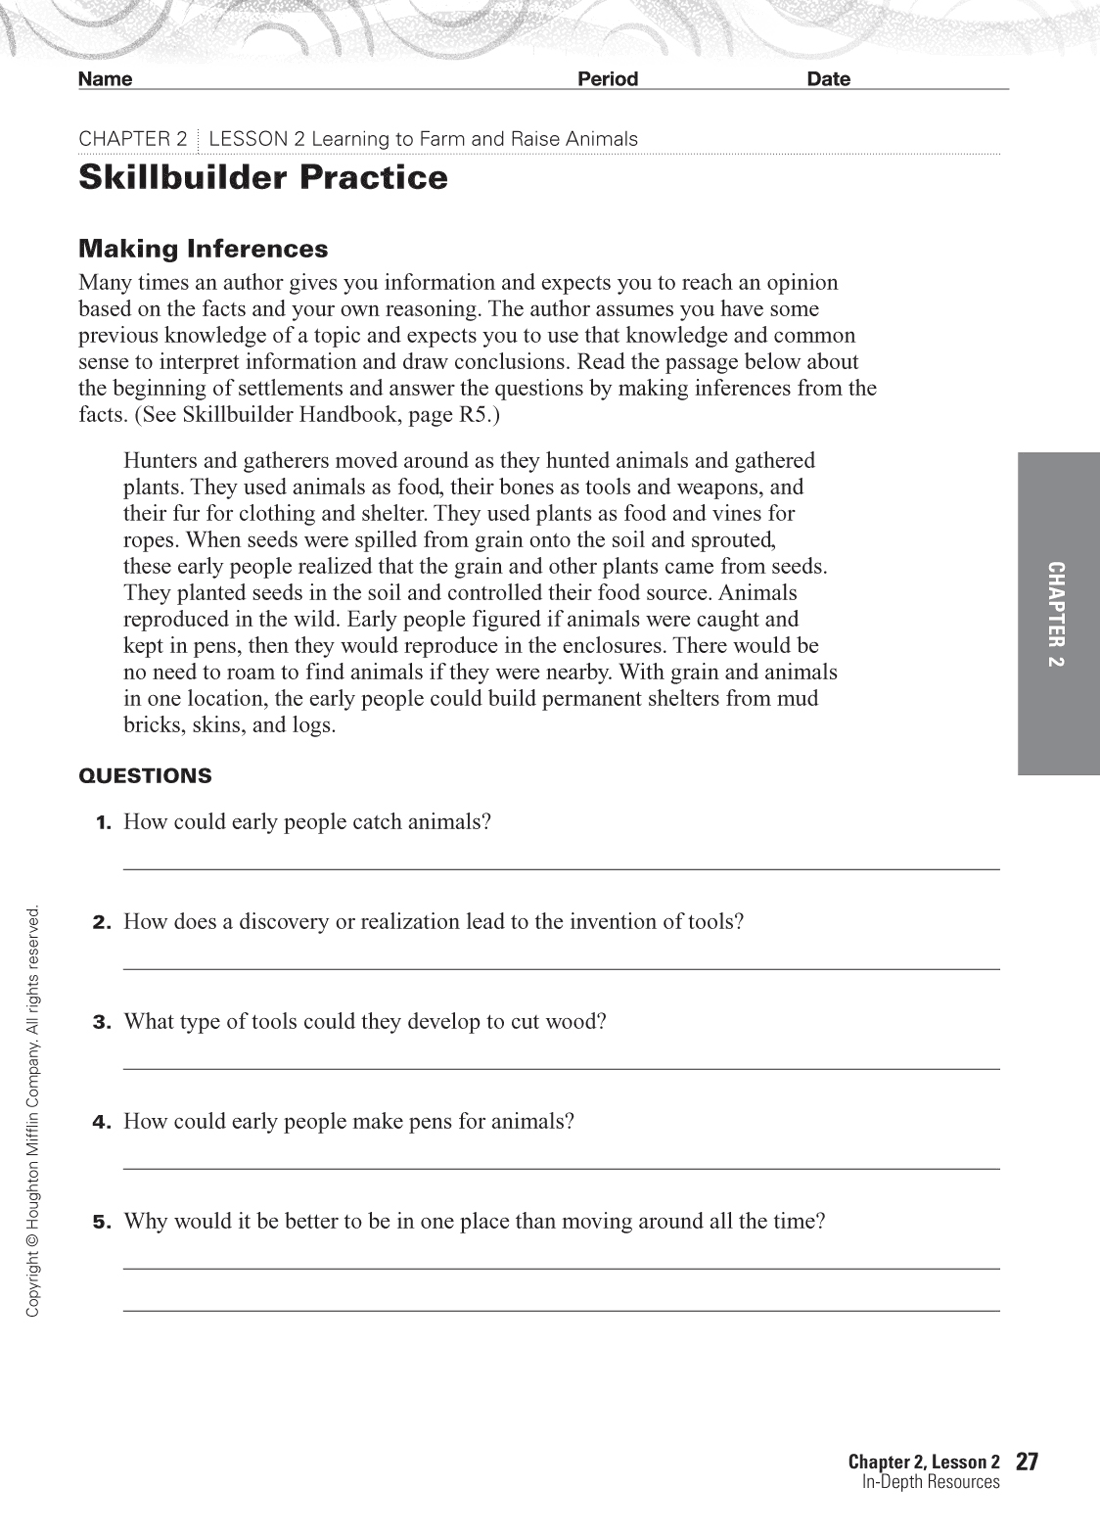 Name Period Date
CHAPTER 2 LESSON 2 Learning to Farm and Raise Animals
Skillbuilder Practice
Making Inferences
Many times an author gives you information and expects you to reach an opinion
based on the facts and your own reasoning. The author assumes you have some
previous knowledge of a topic and expects you to use that knowledge and common
sense to interpret information and draw conclusions. Read the passage below about
the beginning of settlements and answer the questions by making inferences from the
facts. (See Skillbuilder Handbook, page R5.)
Hunters and gatherers moved around as they hunted animals and gathered
plants. They used animals as food, their bones as tools and weapons, and
their fur for clothing and shelter. They used plants as food and vines for
ropes. When seeds were spilled from grain onto the soil and sprouted,
these early people realized that the grain and other plants came from seeds.
They planted seeds in the soil and controlled their food source. Animals
reproduced in the wild. Early people figured if animals were caught and
kept in pens, then they would reproduce in the enclosures. There would be
no need to roam to find animals if they were nearby. With grain and animals
in one location, the early people could build permanent shelters from mud
bricks, skins, and logs.
CHAPTER 2
QUESTIONS
1. How could early people catch animals?
2. How does a discovery or realization lead to the invention of tools?
3. What type of tools could they develop to cut wood?
4. How could early people make pens for animals?
5. Why would it be better to be in one place than moving around all the time?
Copyright © Houghton Mifflin Company. All rights reserved.
Chapter 2, Lesson 2 27
In-Depth Resources